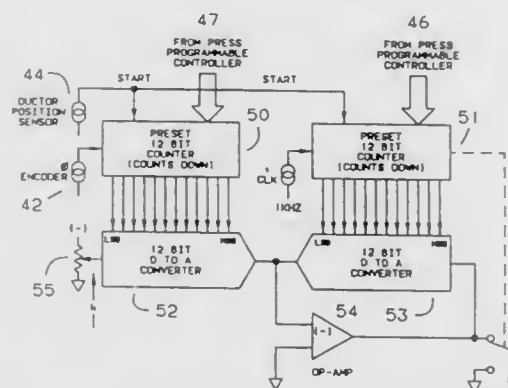 47
46
FROM PRESS
PROGRAMMABLE
CONTROLLER
FROM PRESS
PROGRAMMABLE
CONTROLLER
44
START
START
DUCTOR
POSITION
SENSOR
50
51
PRESET
12 BIT
COUNTER
(COUNTS DOWN)
PRESET
12 BIT
COUNTER
(COUNTS DOWN)
ENCODER
42
CLK
1KHZ
(-)
LSB
MSB
LSB
MSB
12 BIT
D TO A
CONVERTER
12 BIT
D TO A
CONVERTER
55
52
54
53
(-)
OP-AMP